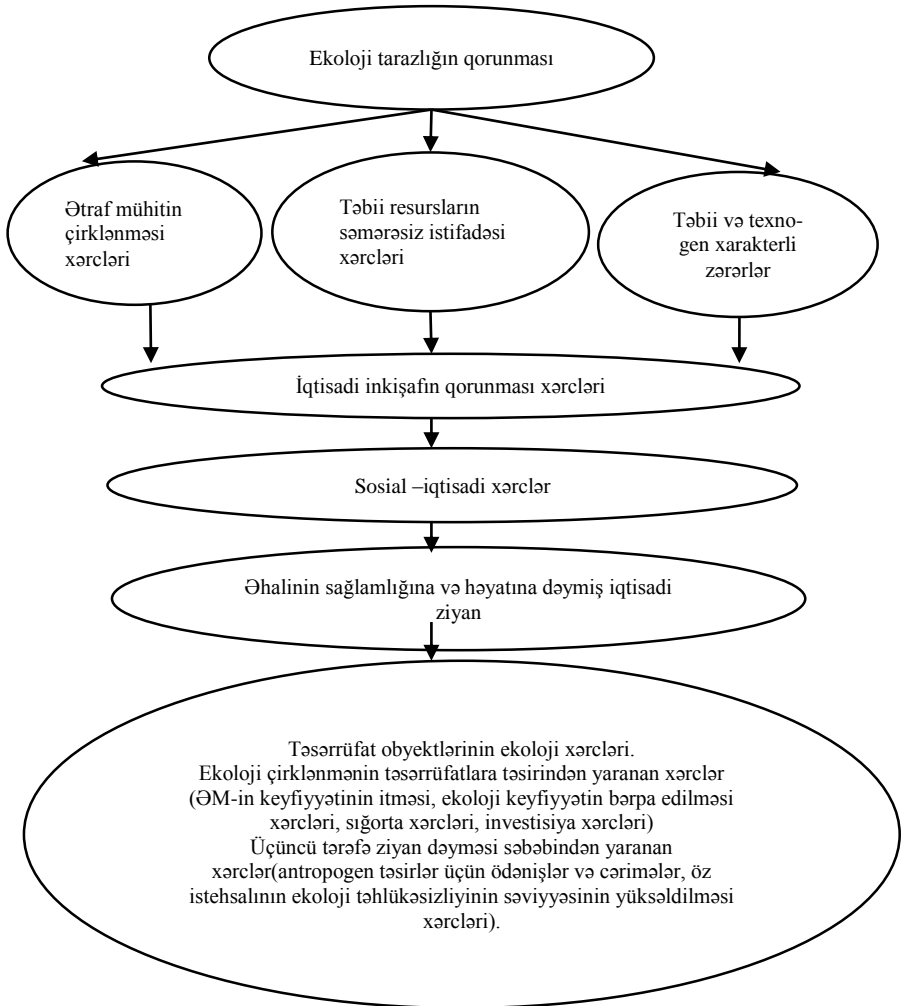 Ekoloji tarazlığın qorunması
Ətraf mühitin
çirklənməsi
xərcləri
Təbii resursların
səmərəsiz istifadəsi
xərcləri
Təbii və texno-
gen xarakterli
zərərlər
İqtisadi inkişafın qorunması xərcləri
Sosial –iqtisadi xərclər
Əhalinin sağlamlığına və həyatına dəymiş iqtisadi
ziyan
Təsərrüfat obyektlərinin ekoloji xərcləri.
Ekoloji çirklənmənin təsərrüfatlara təsirindən yaranan xərclər
(ƏM-in keyfiyyətinin itməsi, ekoloji keyfiyyətin bərpa edilməsi
xərcləri, sığorta xərcləri, investisiya xərcləri)
Üçüncü tərəfə ziyan dəyməsi səbəbindən yaranan
xərclər(antropogen təsirlər üçün ödənişlər və cərimələr, öz
istehsalının ekoloji təhlükəsizliyinin səviyyəsinin yüksəldilməsi
xərcləri).